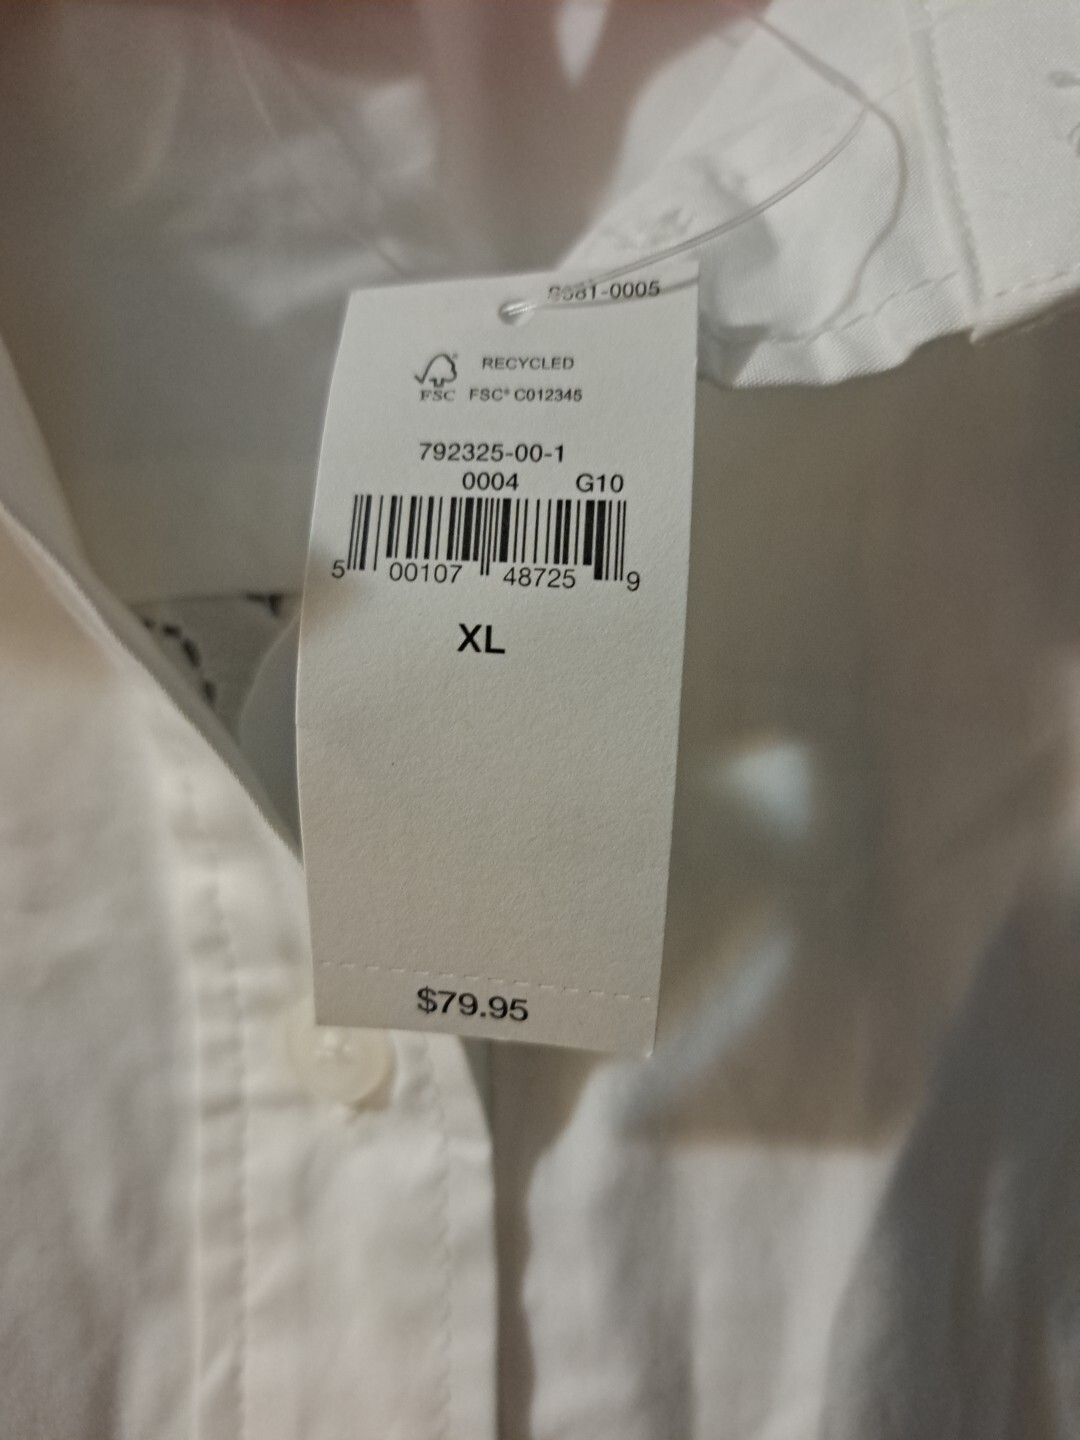 RECYCLED
FSC FSC® C012345
792325-00-1
0004 G10
5 00107 48725 9
XL
$79.95